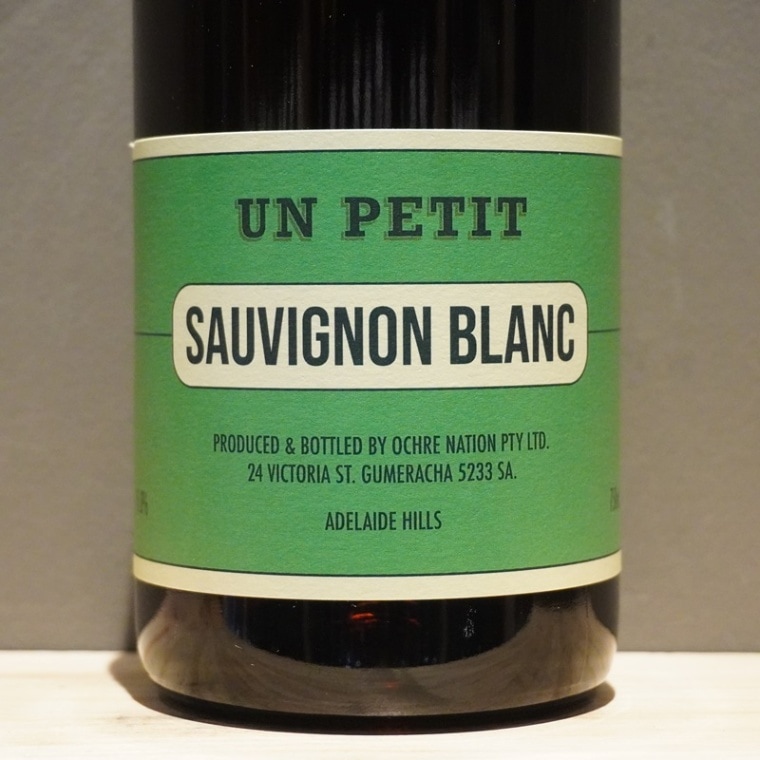 UN PETIT
SAUVIGNON BLANC
PRODUCED & BOTTLED BY OCHRE NATION PTY LTD.
24 VICTORIA ST. GUMERACHA 5233 SA.
ADELAIDE HILLS